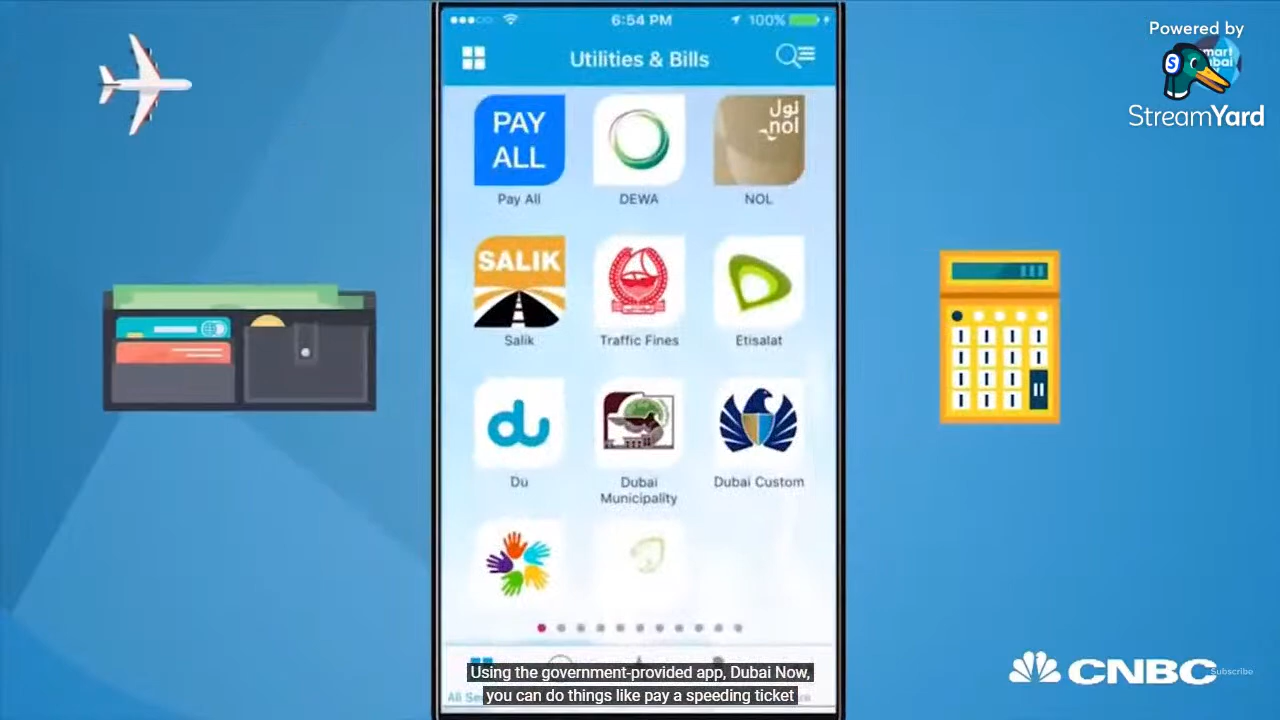 6:54 PM
100%
Utilities & Bills
Powered by
StreamYard
PAY
ALL
نول
nol
Pay All
DEWA
NOL
SALIK
Salik
Traffic Fines
Etisalat
du
Du
Dubai
Municipality
Dubai Custom
Using the government-provided app, Dubai Now,
you can do things like pay a speeding ticket
All
CNBC
Subscribe